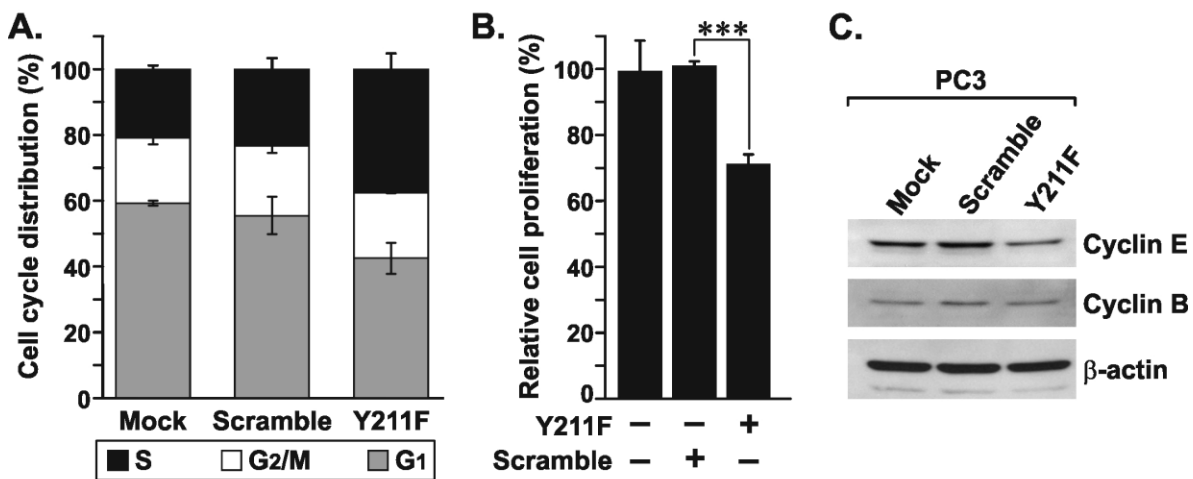 A.
Cell cycle distribution (%)
100
80
60
40
20
0
Mock Scramble Y211F
S G2/M G1
B.
Relative cell proliferation (%)
100
80
60
40
20
0
***
Y211F − − +
Scramble − + −
C.
PC3
Mock Scramble Y211F
Cyclin E
Cyclin B
β-actin